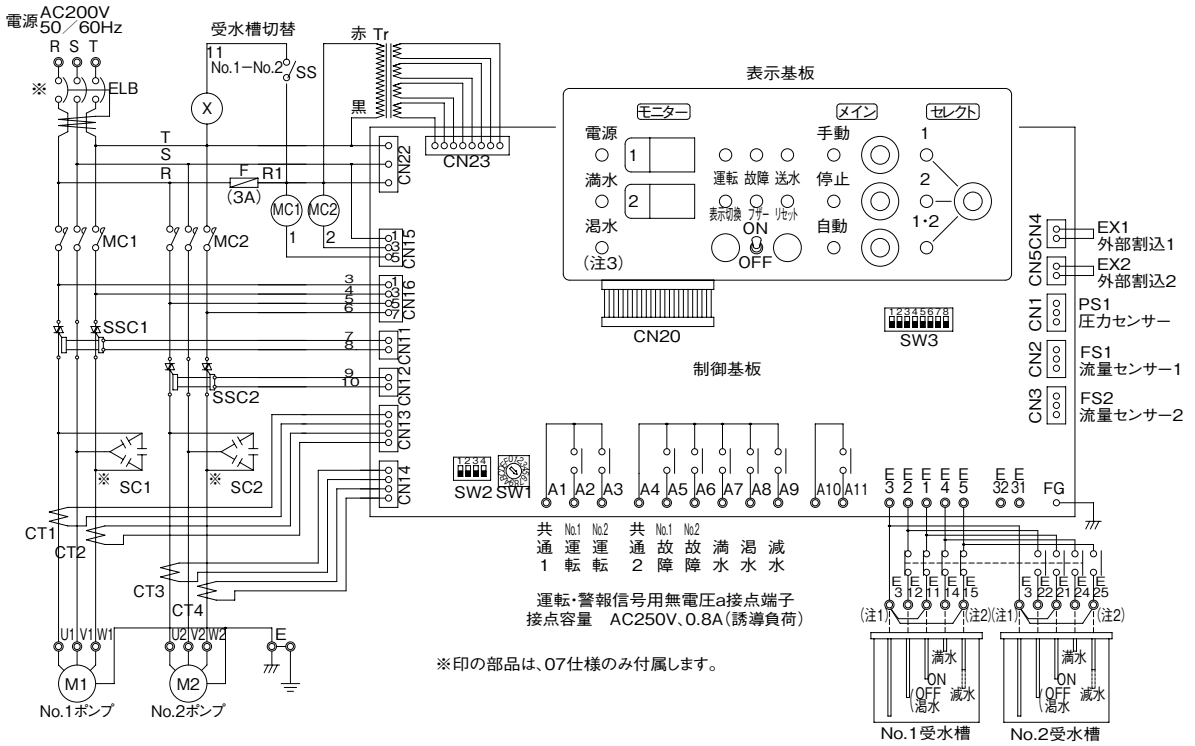 電源 AC200V
50／60Hz
R S T
※ ELB
受水槽切替
11
No.1－No.2
SS
X
赤 Tr
黒
T
S
R
F
(3A)
R1
MC1
MC2
1
2
CN22
CN23
MC1
MC2
1
3
5
CN15
3
4
5
6
1
3
5
7
CN16
SSC1
7
8
CN11
SSC2
9
10
CN12
CN13
CN14
※ SC1
※ SC2
CT1
CT2
CT3
CT4
U1 V1 W1
U2 V2 W2
E
M1
M2
No.1ポンプ
No.2ポンプ
表示基板
モニター
メイン
セレクト
電源
満水
渇水
(注3)
1
2
運転 故障 送水
表示切換 ブザー リセット
ON
OFF
手動
停止
自動
1
2
1・2
CN20
12345678
SW3
制御基板
CN4
EX1
外部割込1
CN5
EX2
外部割込2
CN1
PS1
圧力センサー
CN2
FS1
流量センサー1
CN3
FS2
流量センサー2
1234
SW2
SW1
A1 A2 A3 A4 A5 A6 A7 A8 A9 A10 A11
共通1
No.1運転
No.2運転
共通2
No.1故障
No.2故障
満水
渇水
減水
運転・警報信号用無電圧a接点端子
接点容量 AC250V、0.8A(誘導負荷)
※印の部品は、07仕様のみ付属します。
E3 E2 E1 E4 E5 E32 E31 FG
E3 E12 E11 E14 E15
E3 E22 E21 E24 E25
(注1)
(注2)
(注1)
(注2)
満水
ON
OFF
渇水
減水
No.1受水槽
満水
ON
OFF
渇水
減水
No.2受水槽